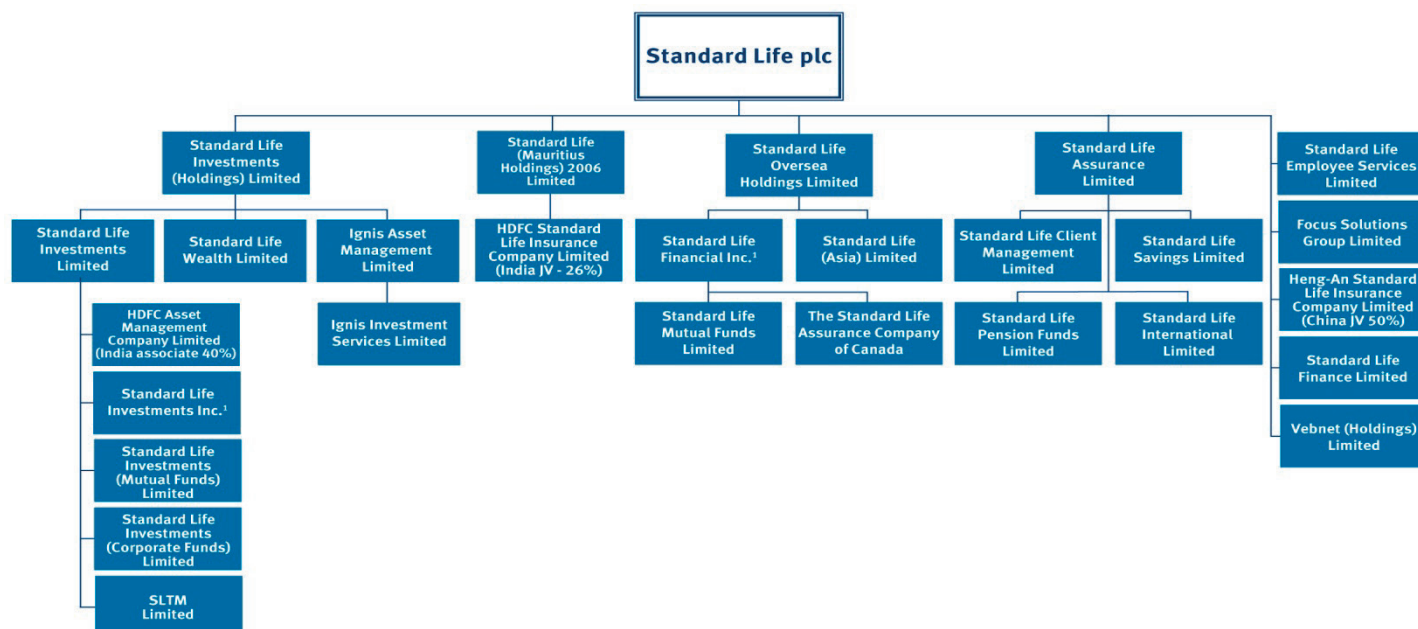 Standard Life plc
Standard Life
Investments
(Holdings) Limited
Standard Life
(Mauritius
Holdings) 2006
Limited
Standard Life
Oversea
Holdings Limited
Standard Life
Assurance
Limited
Standard Life
Employee Services
Limited
Standard Life
Investments
Limited
Standard Life
Wealth Limited
Ignis Asset
Management
Limited
HDFC Standard
Life Insurance
Company Limited
(India JV - 26%)
Standard Life
Financial Inc.¹
Standard Life
(Asia) Limited
Standard Life Client
Management
Limited
Standard Life
Savings Limited
Focus Solutions
Group Limited
HDFC Asset
Management
Company Limited
(India associate 40%)
Ignis Investment
Services Limited
Standard Life
Mutual Funds
Limited
The Standard Life
Assurance Company
of Canada
Standard Life
Pension Funds
Limited
Standard Life
International
Limited
Heng-An Standard
Life Insurance
Company Limited
(China JV 50%)
Standard Life
Finance Limited
Standard Life
Investments Inc.¹
Vebnet (Holdings)
Limited
Standard Life
Investments
(Mutual Funds)
Limited
Standard Life
Investments
(Corporate Funds)
Limited
SLTM
Limited